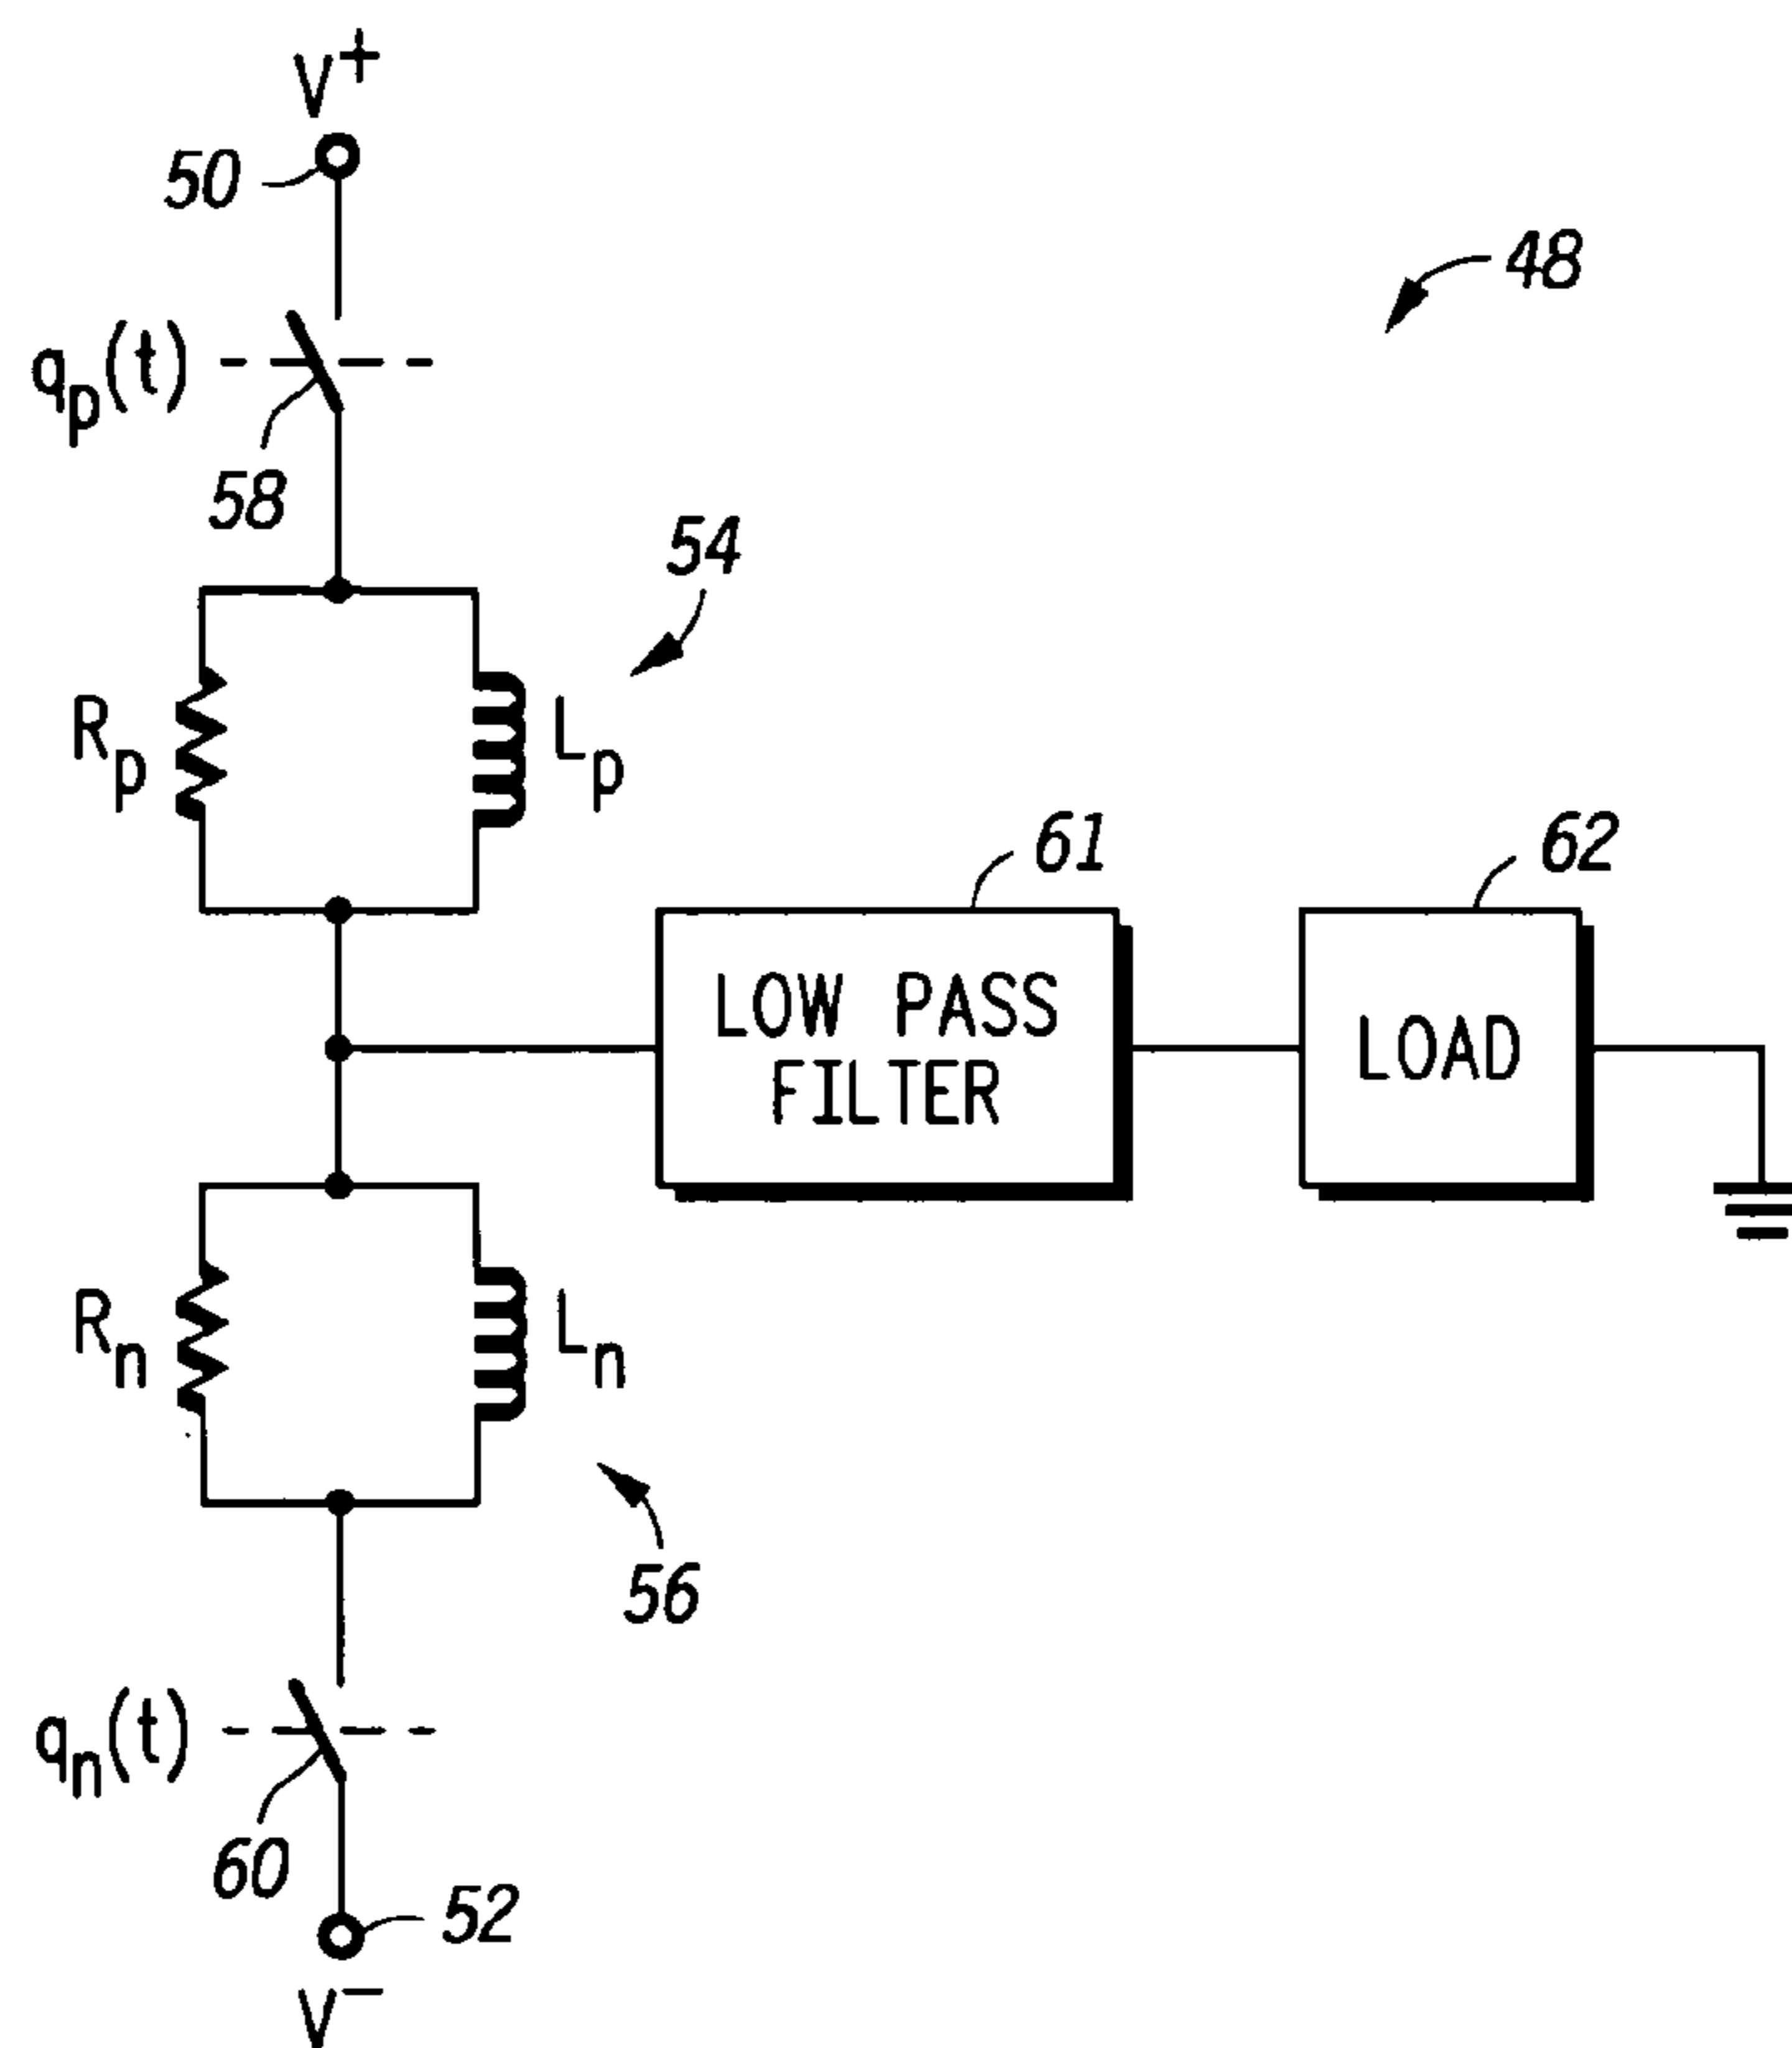 V+
50
48
qp(t)
58
54
Rp
Lp
61
62
LOW PASS
FILTER
LOAD
Rn
Ln
56
qn(t)
60
52
V−